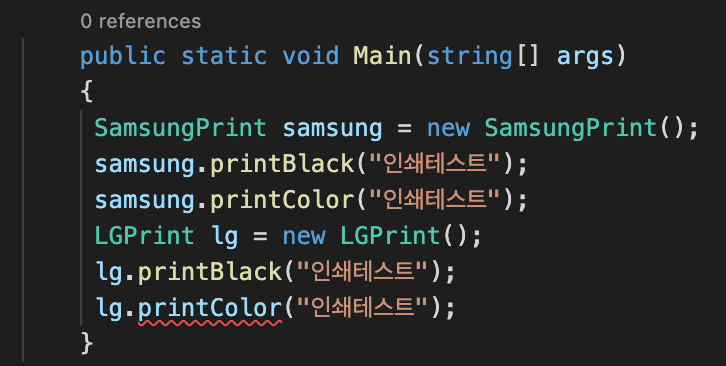 0 references
public static void Main(string[] args)
{
SamsungPrint samsung = new SamsungPrint();
samsung.printBlack("인쇄테스트");
samsung.printColor("인쇄테스트");
LGPrint lg = new LGPrint();
lg.printBlack("인쇄테스트");
lg.printColor("인쇄테스트");
}